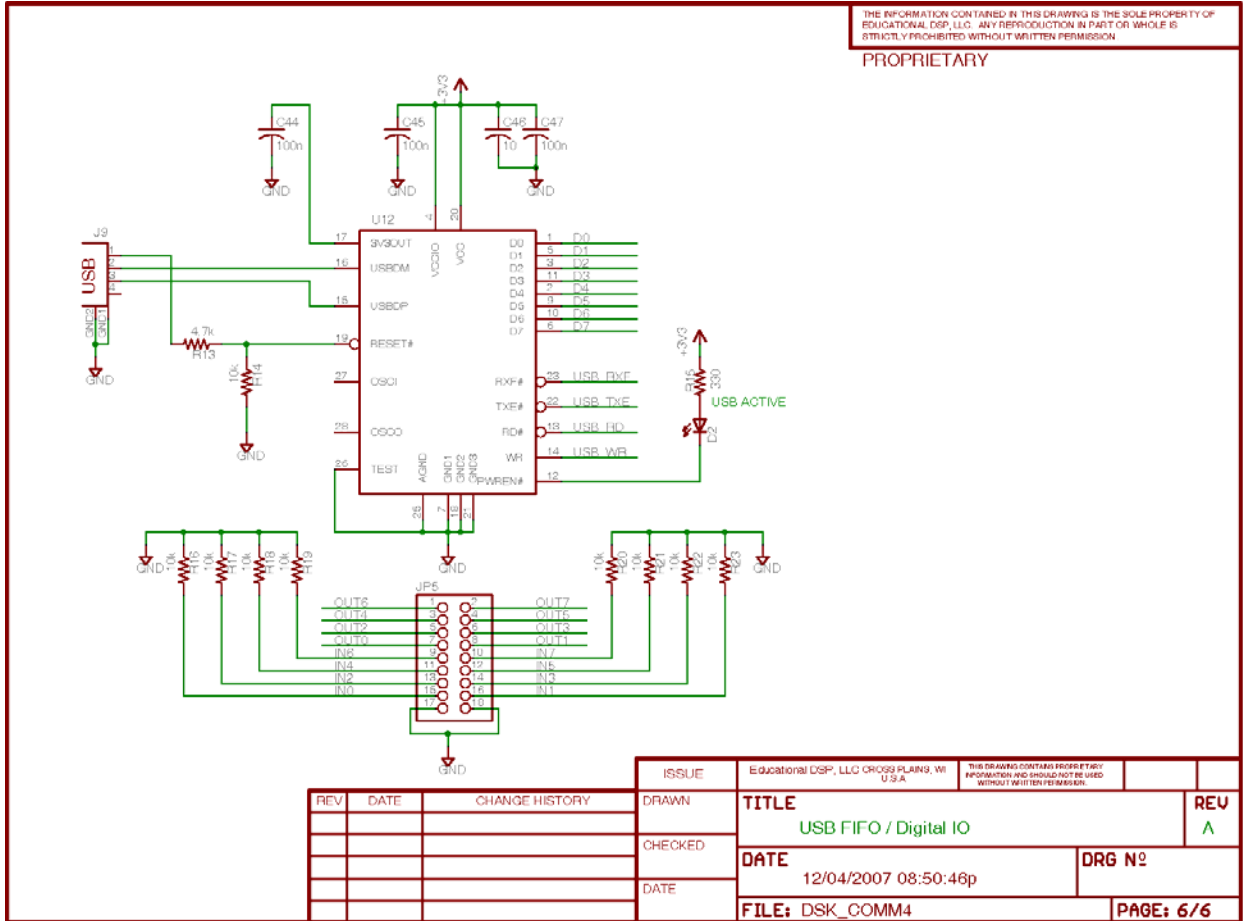 THE INFORMATION CONTAINED IN THIS DRAWING IS THE SOLE PROPERTY OF
EDUCATIONAL DSP, LLC. ANY REPRODUCTION IN PART OR WHOLE IS
STRICTLY PROHIBITED WITHOUT WRITTEN PERMISSION
PROPRIETARY
+3V3
C44
100n
GND
C45
100n
GND
C46
10
C47
100n
GND
U12
4
VCCIO
20
VCC
J9
USB
1
2
3
4
GND2
GND1
GND
17 3V3OUT
16 USBDM
15 USBDP
19 RESET#
27 OSCI
28 OSCO
26 TEST
4.7k
R13
10k
R14
GND
D0 1 D0
D1 5 D1
D2 3 D2
D3 11 D3
D4 2 D4
D5 9 D5
D6 10 D6
D7 6 D7
RXF# 23 USB_RXF
TXE# 22 USB_TXE
RD# 13 USB_RD
WR 14 USB_WR
PWREN# 12
+3V3
R15
330
USB ACTIVE
D2
AGND
GND1
GND2
GND3
25
7
18
21
GND
GND
10k R16
10k R17
10k R18
10k R19
10k R20
10k R21
10k R22
10k R23
GND
JP5
OUT6 1 2 OUT7
OUT4 3 4 OUT5
OUT2 5 6 OUT3
OUT0 7 8 OUT1
IN6 9 10 IN7
IN4 11 12 IN5
IN2 13 14 IN3
IN0 15 16 IN1
17 18
GND
ISSUE
Educational DSP, LLC CROSS PLAINS, WI
U.S.A
THIS DRAWING CONTAINS PROPRIETARY
INFORMATION AND SHOULD NOT BE USED
WITHOUT WRITTEN PERMISSION.
REV DATE CHANGE HISTORY
DRAWN
CHECKED
DATE
TITLE
USB FIFO / Digital IO
REV
A
DATE
12/04/2007 08:50:46p
DRG Nº
FILE: DSK_COMM4
PAGE: 6/6